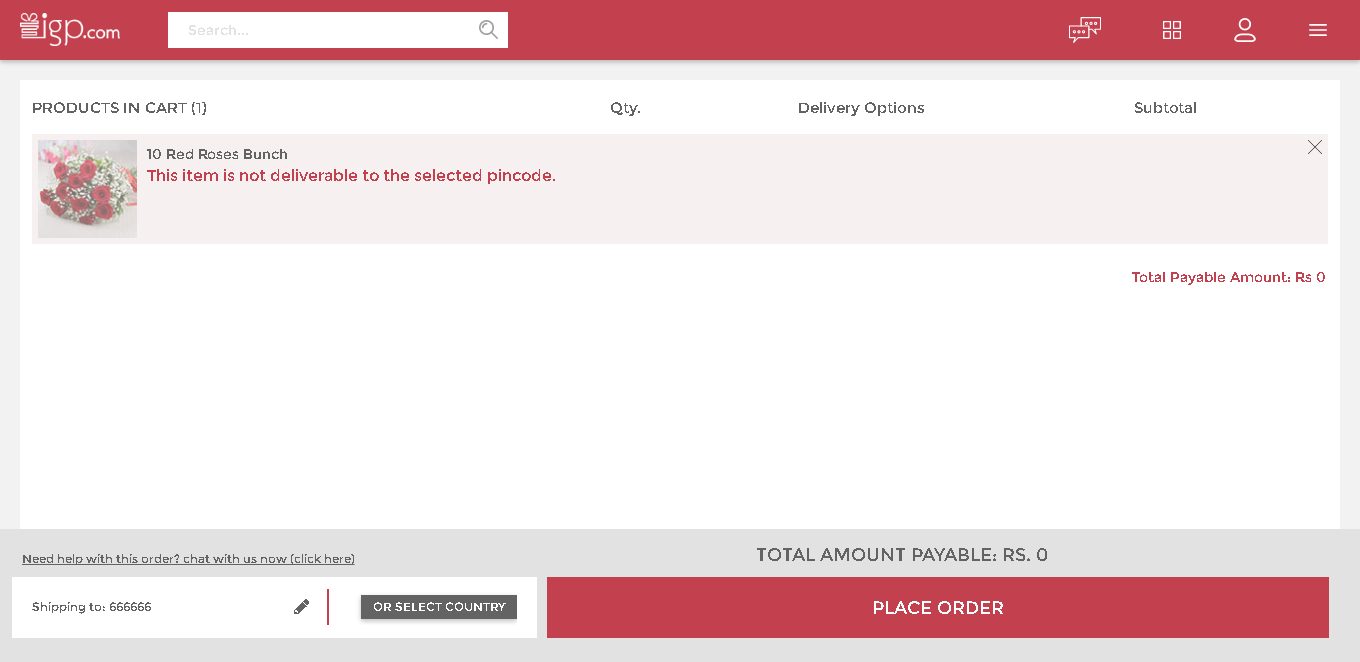 igp.com
Search...
PRODUCTS IN CART (1)
Qty.
Delivery Options
Subtotal
10 Red Roses Bunch
This item is not deliverable to the selected pincode.
Total Payable Amount: Rs 0
Need help with this order? chat with us now (click here)
TOTAL AMOUNT PAYABLE: RS. 0
Shipping to: 666666
OR SELECT COUNTRY
PLACE ORDER